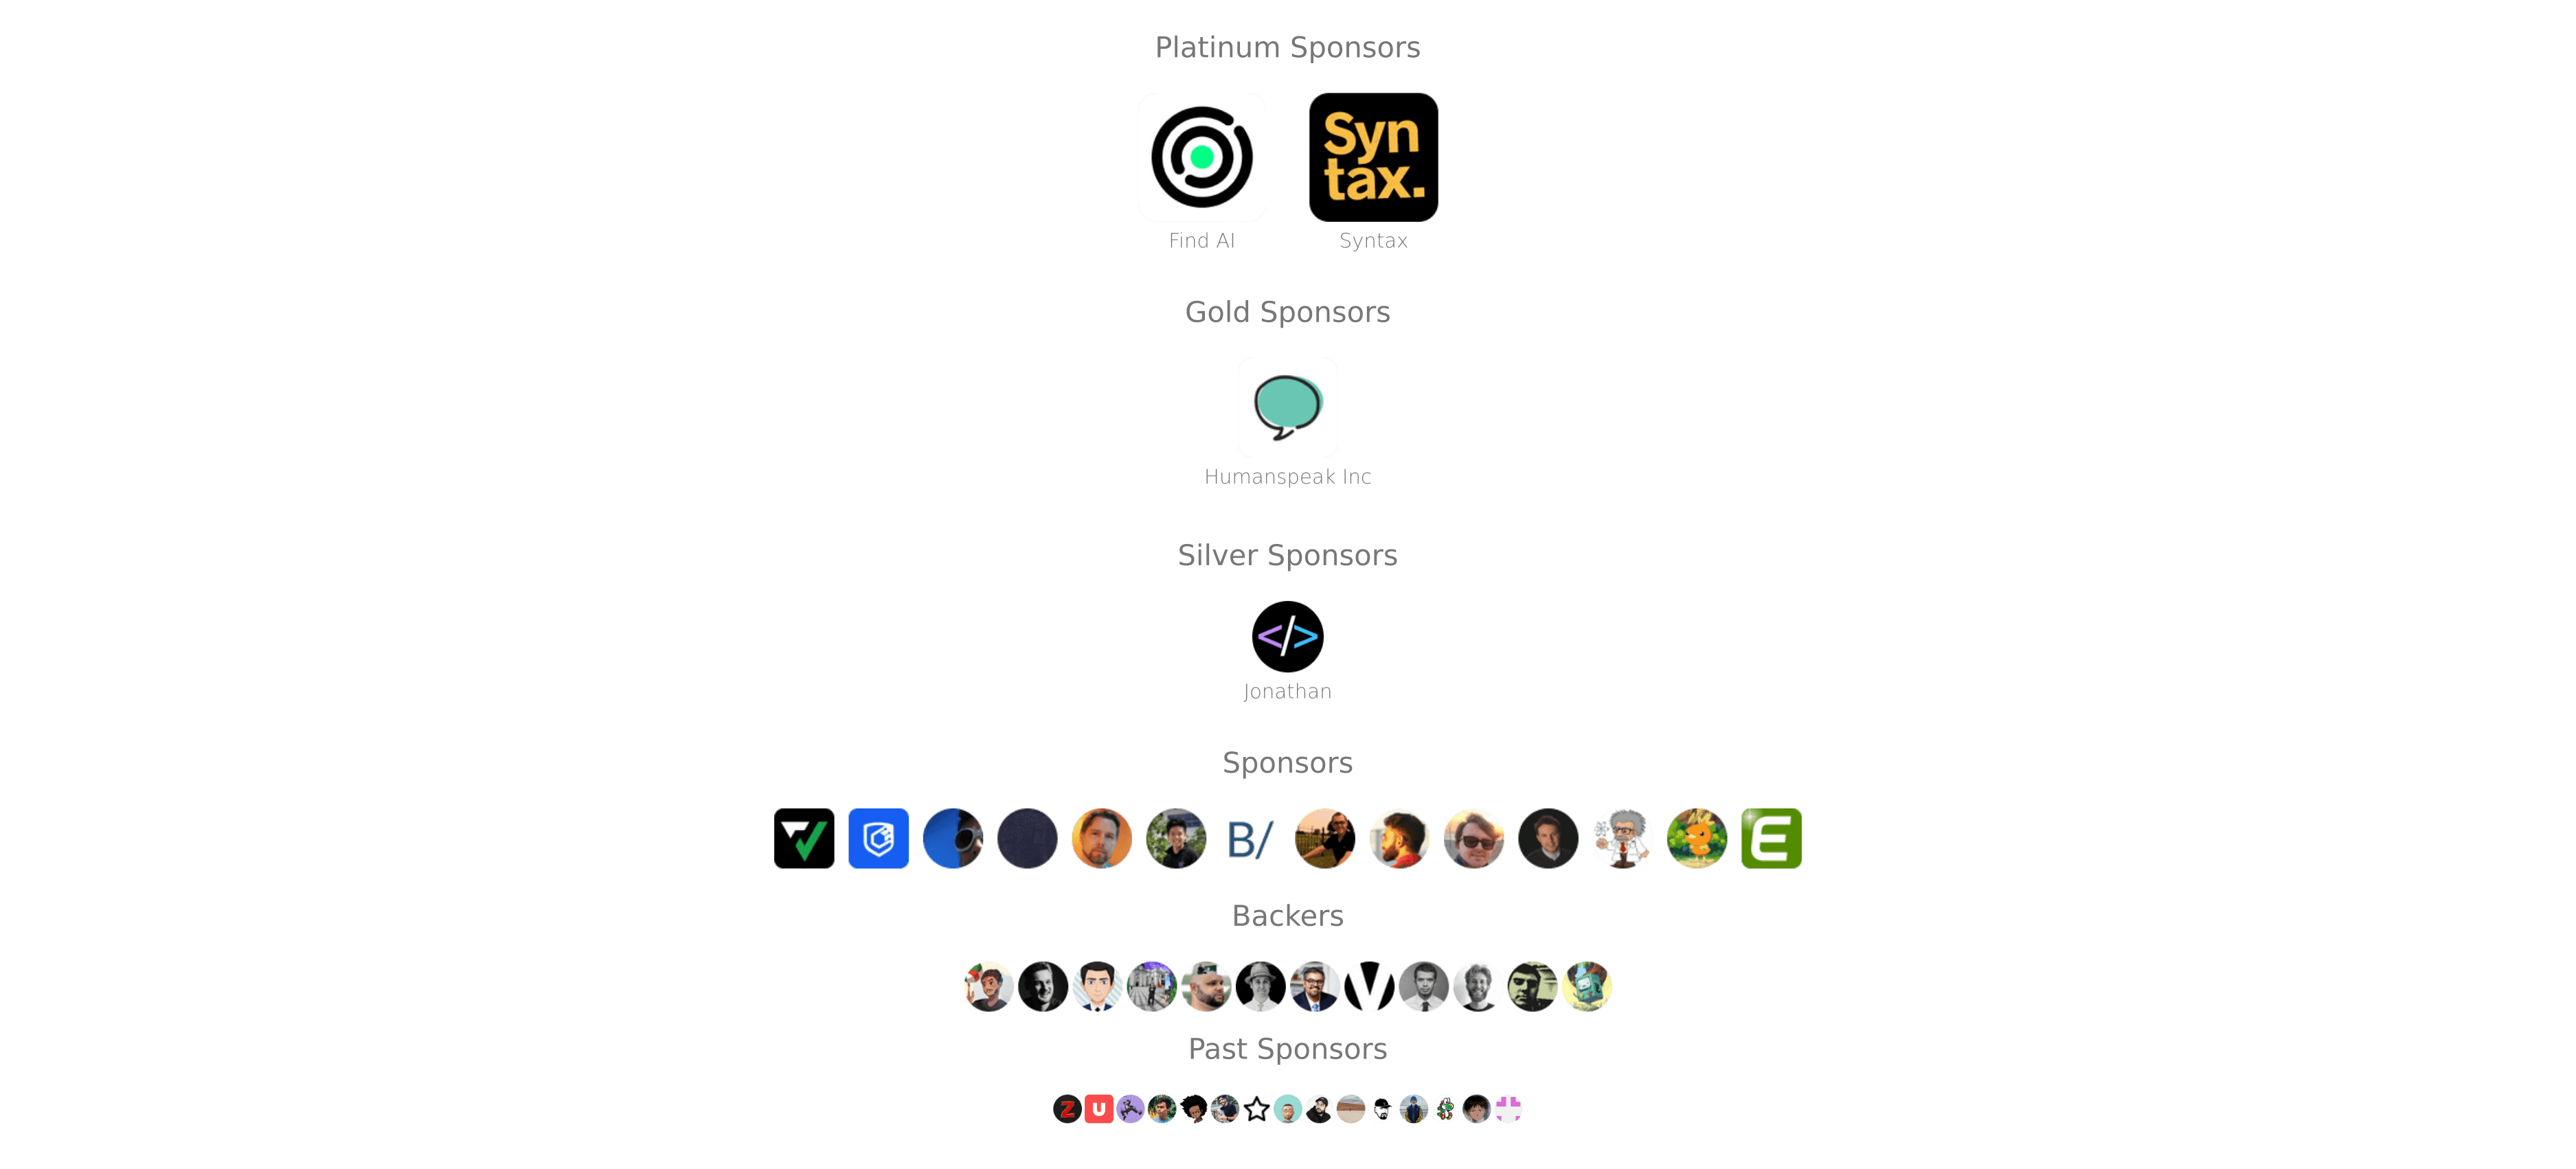 Platinum Sponsors
Syn
tax.
Find AI
Syntax
Gold Sponsors
Humanspeak Inc
Silver Sponsors
</>
Jonathan
Sponsors
B/
E
Backers
V
Past Sponsors
Z
U